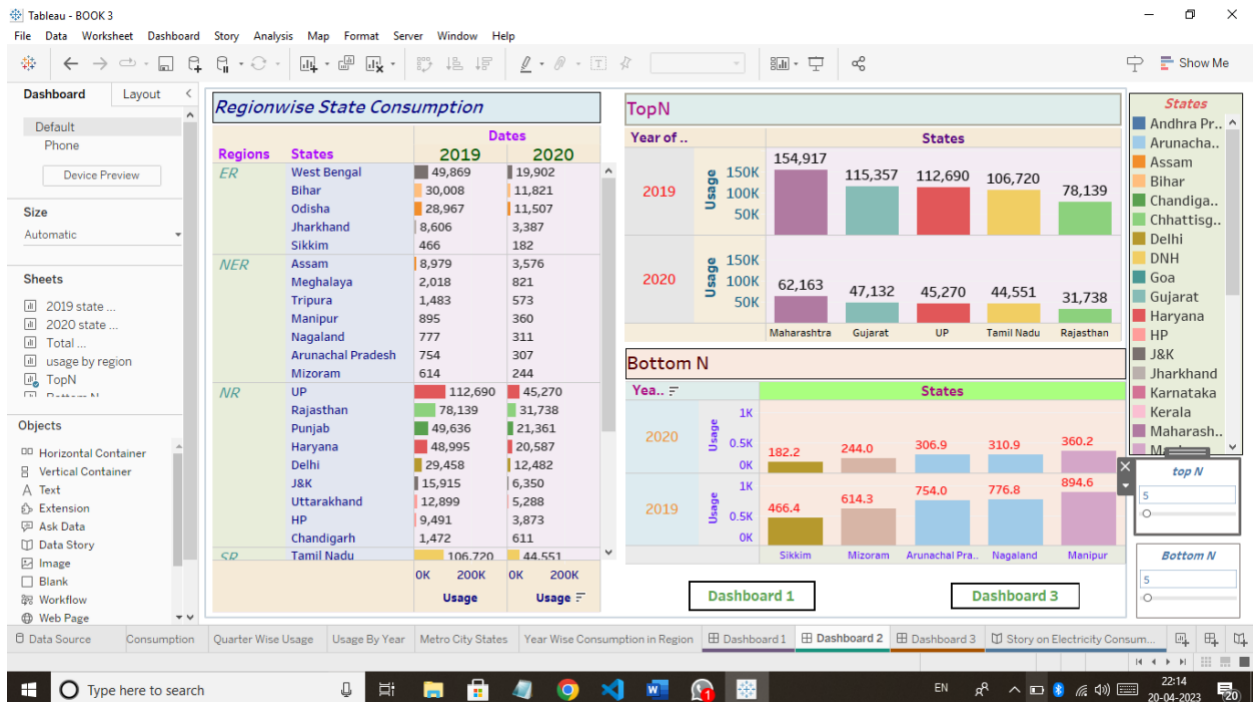 Tableau - BOOK 3
File Data Worksheet Dashboard Story Analysis Map Format Server Window Help
Show Me
Dashboard Layout
Default
Phone
Device Preview
Size
Automatic
Sheets
2019 state ...
2020 state ...
Total ...
usage by region
TopN
Objects
Horizontal Container
Vertical Container
Text
Extension
Ask Data
Data Story
Image
Blank
Workflow
Web Page
Regionwise State Consumption
Dates
Regions States 2019 2020
ER West Bengal 49,869 19,902
Bihar 30,008 11,821
Odisha 28,967 11,507
Jharkhand 8,606 3,387
Sikkim 466 182
NER Assam 8,979 3,576
Meghalaya 2,018 821
Tripura 1,483 573
Manipur 895 360
Nagaland 777 311
Arunachal Pradesh 754 307
Mizoram 614 244
NR UP 112,690 45,270
Rajasthan 78,139 31,738
Punjab 49,636 21,361
Haryana 48,995 20,587
Delhi 29,458 12,482
J&K 15,915 6,350
Uttarakhand 12,899 5,288
HP 9,491 3,873
Chandigarh 1,472 611
SR Tamil Nadu 106,720 44,551
0K 200K 0K 200K
Usage Usage
TopN
Year of .. States
2019 Usage 150K 100K 50K
154,917 115,357 112,690 106,720 78,139
2020 Usage 150K 100K 50K
62,163 47,132 45,270 44,551 31,738
Maharashtra Gujarat UP Tamil Nadu Rajasthan
Bottom N
Yea.. States
2020 Usage 1K 0.5K 0K
182.2 244.0 306.9 310.9 360.2
2019 Usage 1K 0.5K 0K
466.4 614.3 754.0 776.8 894.6
Sikkim Mizoram Arunachal Pra.. Nagaland Manipur
Dashboard 1 Dashboard 3
States
Andhra Pr..
Arunacha..
Assam
Bihar
Chandiga..
Chhattisg..
Delhi
DNH
Goa
Gujarat
Haryana
HP
J&K
Jharkhand
Karnataka
Kerala
Maharash..
top N
5
Bottom N
5
Data Source Consumption Quarter Wise Usage Usage By Year Metro City States Year Wise Consumption in Region Dashboard 1 Dashboard 2 Dashboard 3 Story on Electricity Consum...
Type here to search
1
EN
22:14
20-04-2023
20